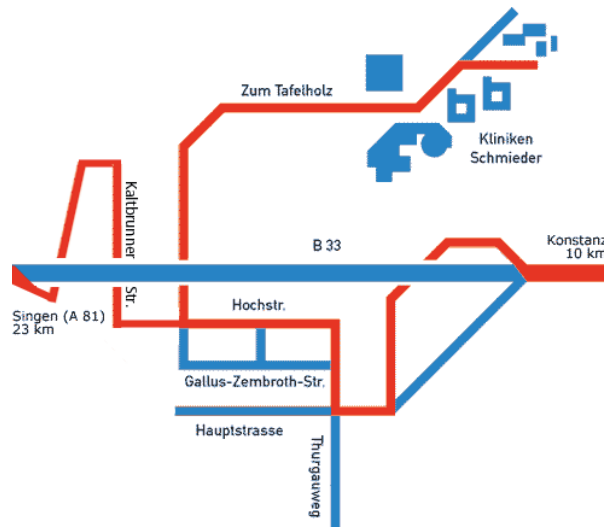 Zum Tafelholz
Kliniken
Schmieder
Kaltbrunner Str.
B 33
Konstanz
10 km
Singen (A 81)
23 km
Hochstr.
Gallus-Zembroth-Str.
Hauptstrasse
Thurgauweg